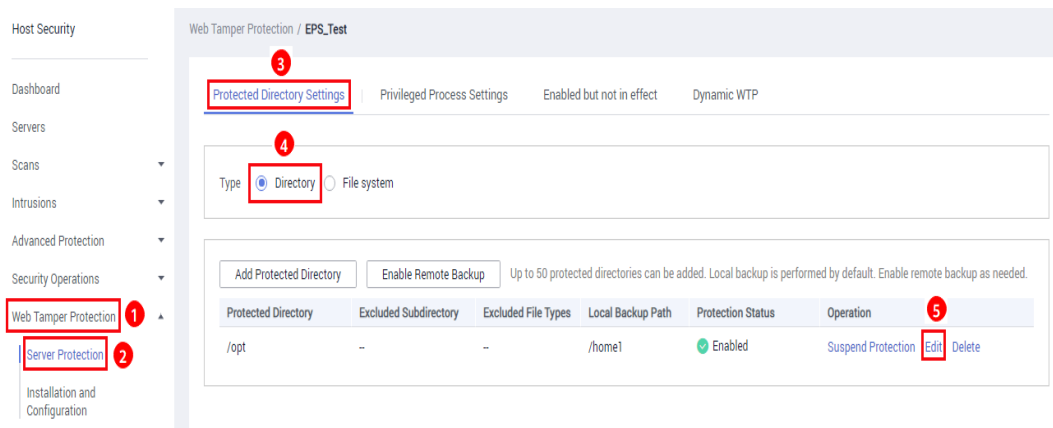 Host Security
Web Tamper Protection / EPS_Test
3
Dashboard
Protected Directory Settings Privileged Process Settings Enabled but not in effect Dynamic WTP
Servers
4
Scans
Type Directory File system
Intrusions
Advanced Protection
Security Operations
Add Protected Directory Enable Remote Backup Up to 50 protected directories can be added. Local backup is performed by default. Enable remote backup as needed.
Web Tamper Protection 1
5
Protected Directory Excluded Subdirectory Excluded File Types Local Backup Path Protection Status Operation
Server Protection 2
/opt -- -- /home1 Enabled Suspend Protection Edit Delete
Installation and
Configuration